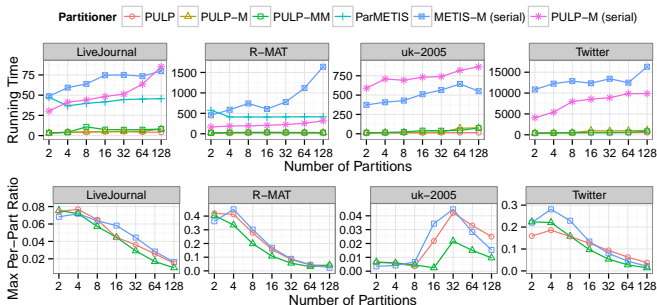 Partitioner PULP PULP-M PULP-MM ParMETIS METIS-M (serial) PULP-M (serial)
LiveJournal R-MAT uk-2005 Twitter
Running Time
75 50 25 0
1500 1000 500 0
750 500 250 0
15000 10000 5000 0
2 4 8 16 32 64 128 2 4 8 16 32 64 128 2 4 8 16 32 64 128 2 4 8 16 32 64 128
Number of Partitions
LiveJournal R-MAT uk-2005 Twitter
Max Per-Part Ratio
0.08 0.06 0.04 0.02
0.4 0.3 0.2 0.1 0.0
0.04 0.03 0.02 0.01 0.00
0.3 0.2 0.1 0.0
2 4 8 16 32 64 128 2 4 8 16 32 64 128 2 4 8 16 32 64 128 2 4 8 16 32 64 128
Number of Partitions